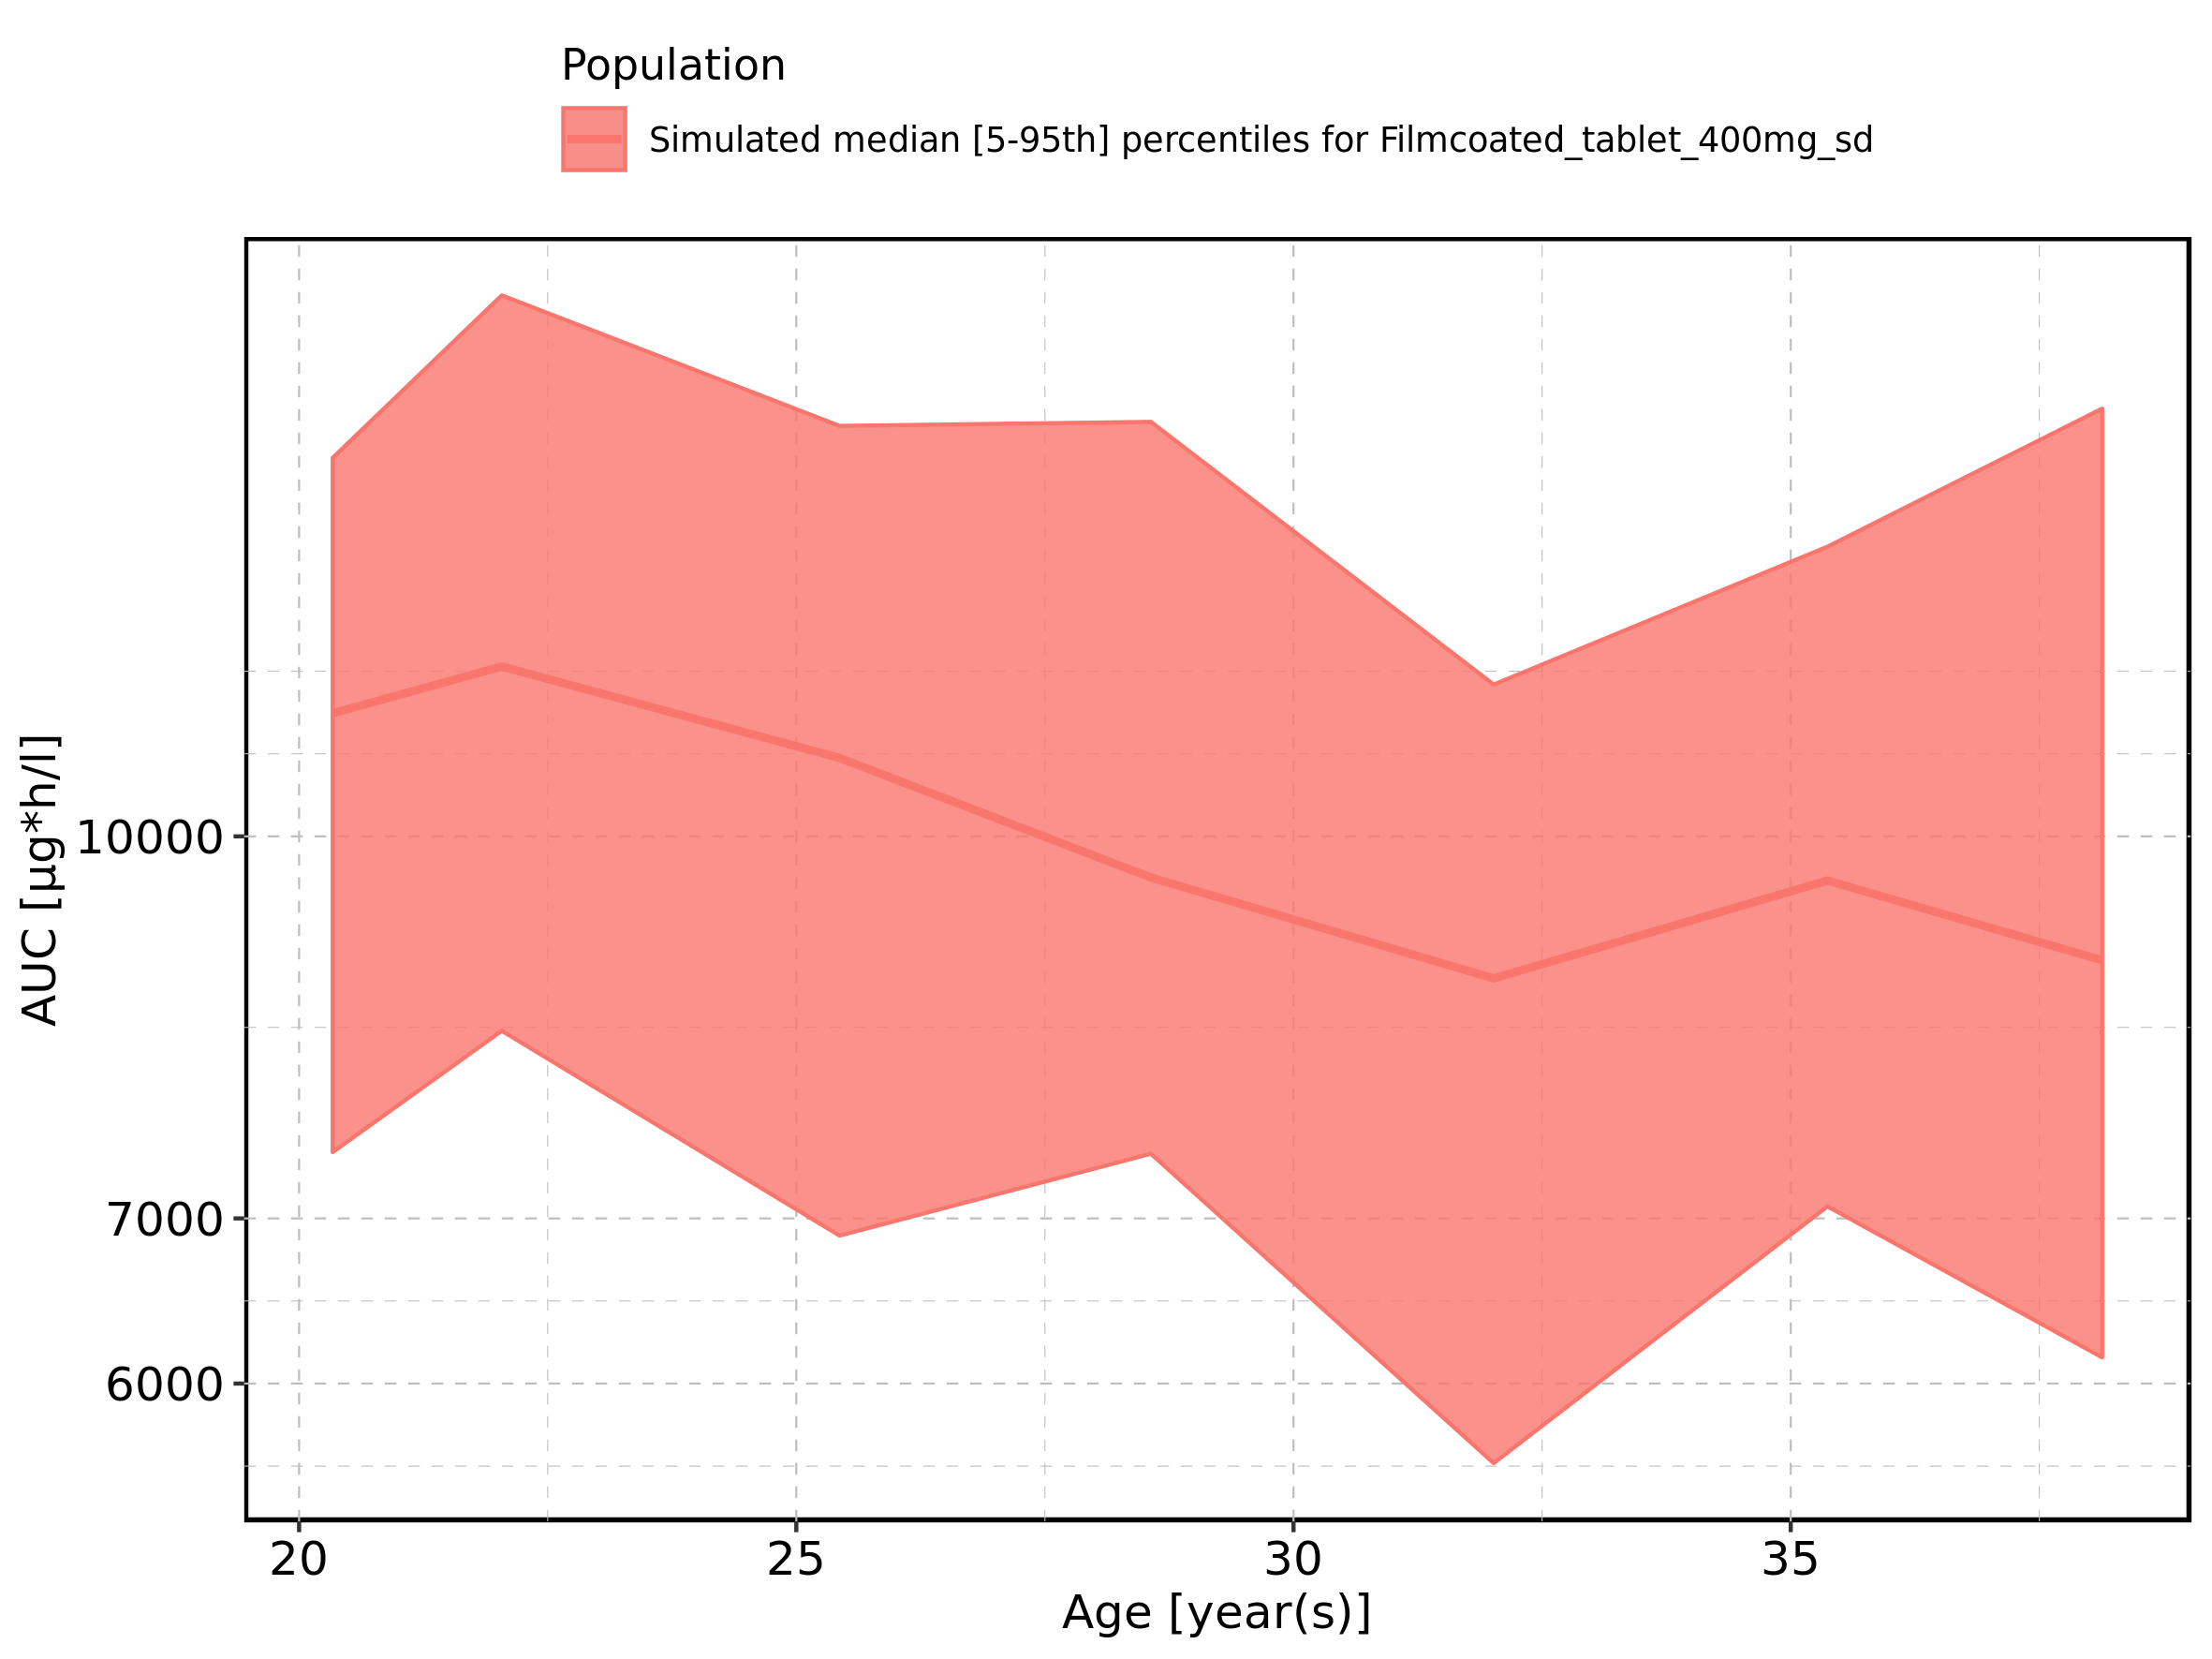 Population
Simulated median [5-95th] percentiles for Filmcoated_tablet_400mg_sd
AUC [µg*h/l]
10000
7000
6000
20 25 30 35
Age [year(s)]